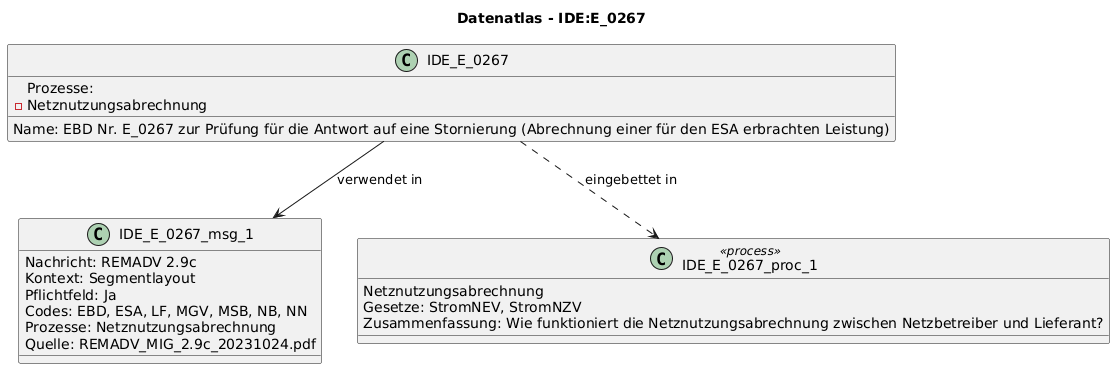 Datenatlas - IDE:E_0267
C IDE_E_0267
Prozesse:
Netznutzungsabrechnung
Name: EBD Nr. E_0267 zur Prüfung für die Antwort auf eine Stornierung (Abrechnung einer für den ESA erbrachten Leistung)
verwendet in
eingebettet in
C IDE_E_0267_msg_1
Nachricht: REMADV 2.9c
Kontext: Segmentlayout
Pflichtfeld: Ja
Codes: EBD, ESA, LF, MGV, MSB, NB, NN
Prozesse: Netznutzungsabrechnung
Quelle: REMADV_MIG_2.9c_20231024.pdf
«process»
C IDE_E_0267_proc_1
Netznutzungsabrechnung
Gesetze: StromNEV, StromNZV
Zusammenfassung: Wie funktioniert die Netznutzungsabrechnung zwischen Netzbetreiber und Lieferant?